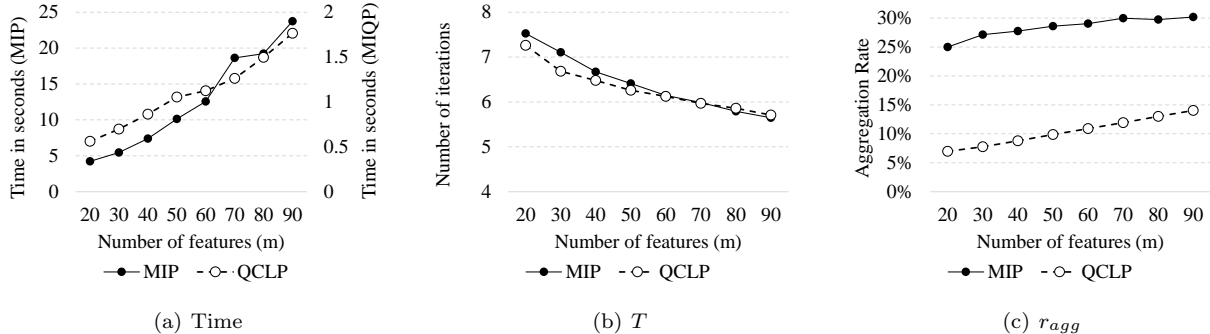 Time in seconds (MIP)
25
20
15
10
5
0
2
1.5
1
0.5
0
Time in seconds (MIQP)
20 30 40 50 60 70 80 90
Number of features (m)
MIP QCLP
(a) Time
Number of iterations
8
7
6
5
4
20 30 40 50 60 70 80 90
Number of features (m)
MIP QCLP
(b) T
Aggregation Rate
30%
25%
20%
15%
10%
5%
0%
20 30 40 50 60 70 80 90
Number of features (m)
MIP QCLP
(c) r_agg